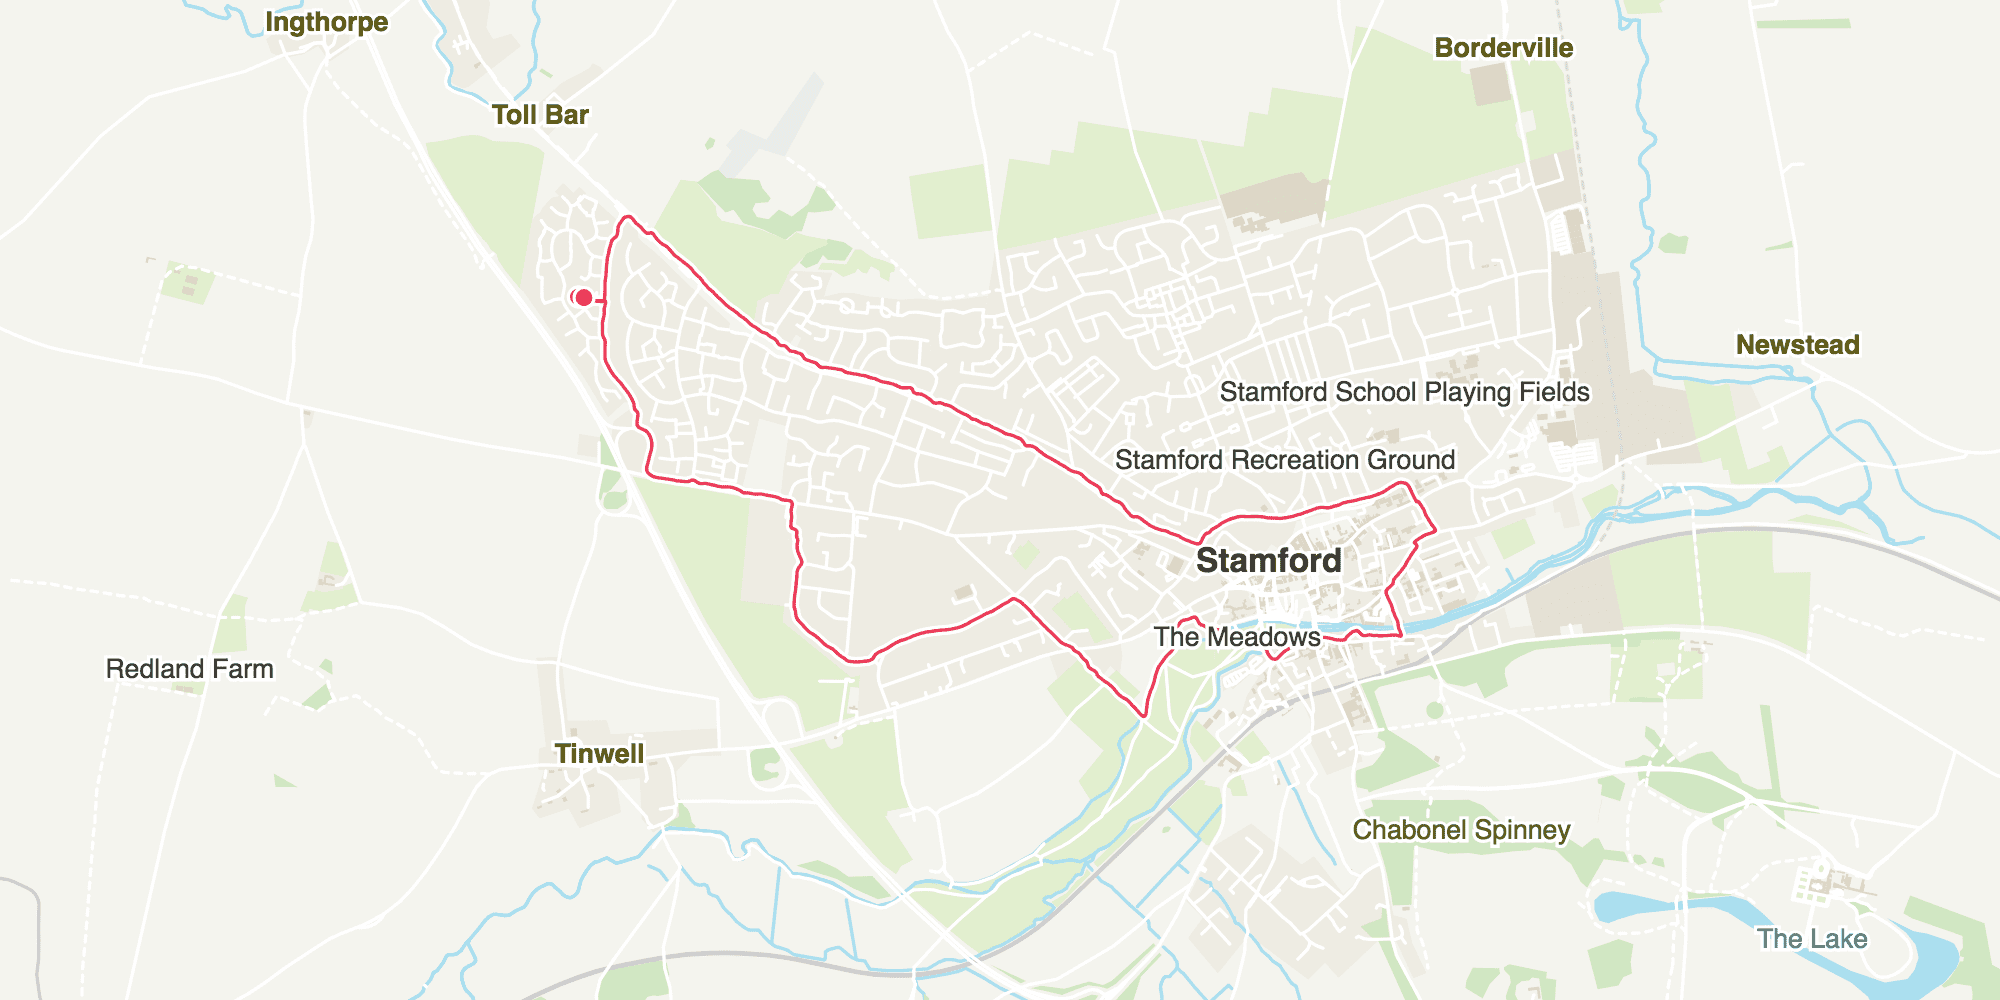 Ingthorpe
Borderville
Toll Bar
Newstead
Stamford School Playing Fields
Stamford Recreation Ground
Stamford
The Meadows
Redland Farm
Tinwell
Chabonel Spinney
The Lake